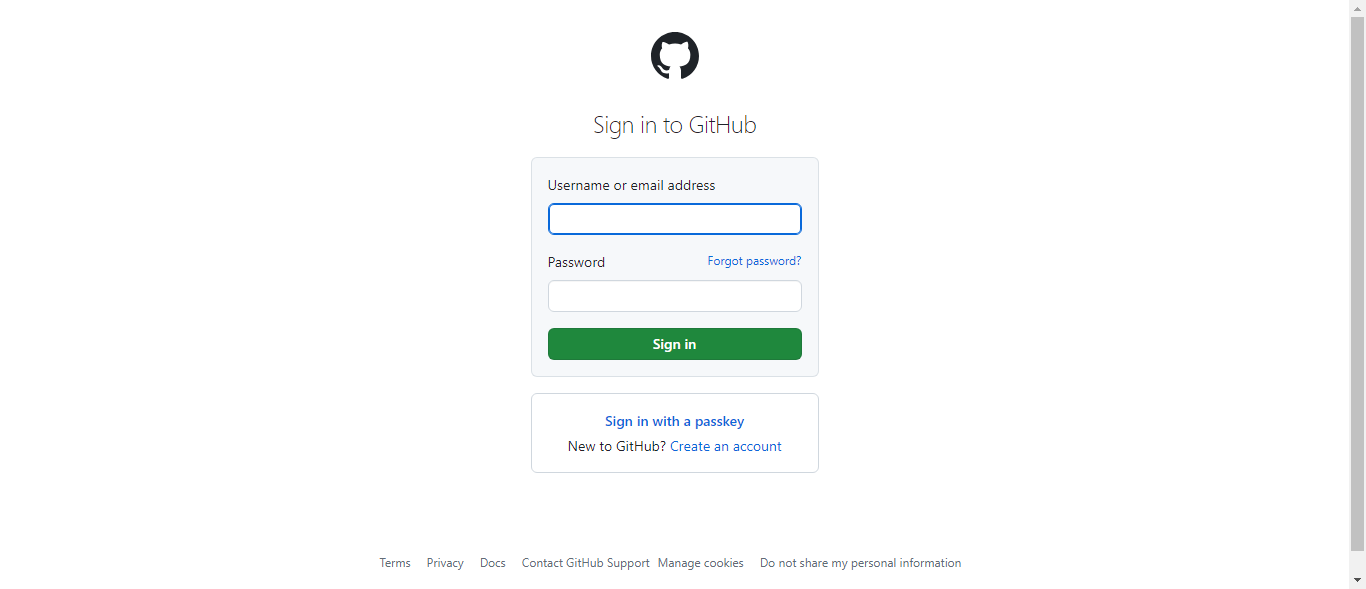 Sign in to GitHub
Username or email address
Password Forgot password?
Sign in
Sign in with a passkey
New to GitHub? Create an account
Terms Privacy Docs Contact GitHub Support Manage cookies Do not share my personal information